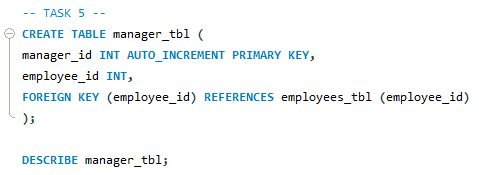 -- TASK 5 --
CREATE TABLE manager_tbl (
manager_id INT AUTO_INCREMENT PRIMARY KEY,
employee_id INT,
FOREIGN KEY (employee_id) REFERENCES employees_tbl (employee_id)
);
DESCRIBE manager_tbl;